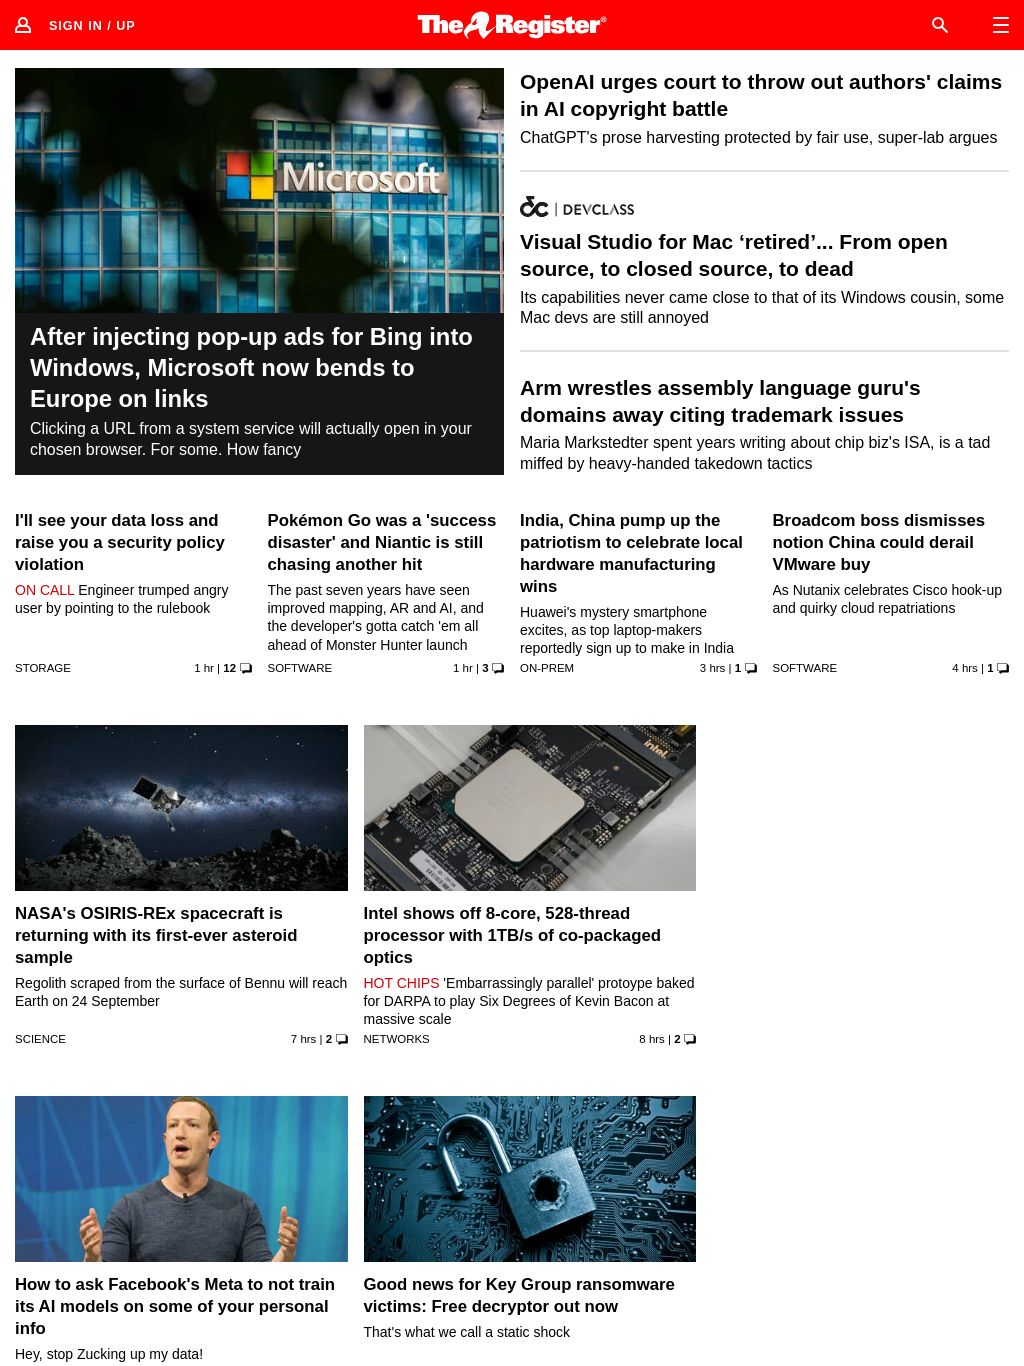 SIGN IN / UP
The Register®
Microsoft
After injecting pop-up ads for Bing into
Windows, Microsoft now bends to
Europe on links
Clicking a URL from a system service will actually open in your
chosen browser. For some. How fancy
OpenAI urges court to throw out authors' claims
in AI copyright battle
ChatGPT's prose harvesting protected by fair use, super-lab argues
dc | DEVCLASS
Visual Studio for Mac ‘retired’... From open
source, to closed source, to dead
Its capabilities never came close to that of its Windows cousin, some
Mac devs are still annoyed
Arm wrestles assembly language guru's
domains away citing trademark issues
Maria Markstedter spent years writing about chip biz's ISA, is a tad
miffed by heavy-handed takedown tactics
I'll see your data loss and
raise you a security policy
violation
ON CALL Engineer trumped angry
user by pointing to the rulebook
STORAGE 1 hr | 12
Pokémon Go was a 'success
disaster' and Niantic is still
chasing another hit
The past seven years have seen
improved mapping, AR and AI, and
the developer's gotta catch 'em all
ahead of Monster Hunter launch
SOFTWARE 1 hr | 3
India, China pump up the
patriotism to celebrate local
hardware manufacturing
wins
Huawei's mystery smartphone
excites, as top laptop-makers
reportedly sign up to make in India
ON-PREM 3 hrs | 1
Broadcom boss dismisses
notion China could derail
VMware buy
As Nutanix celebrates Cisco hook-up
and quirky cloud repatriations
SOFTWARE 4 hrs | 1
NASA's OSIRIS-REx spacecraft is
returning with its first-ever asteroid
sample
Regolith scraped from the surface of Bennu will reach
Earth on 24 September
SCIENCE 7 hrs | 2
intel
Intel shows off 8-core, 528-thread
processor with 1TB/s of co-packaged
optics
HOT CHIPS 'Embarrassingly parallel' protoype baked
for DARPA to play Six Degrees of Kevin Bacon at
massive scale
NETWORKS 8 hrs | 2
How to ask Facebook's Meta to not train
its AI models on some of your personal
info
Hey, stop Zucking up my data!
Good news for Key Group ransomware
victims: Free decryptor out now
That's what we call a static shock